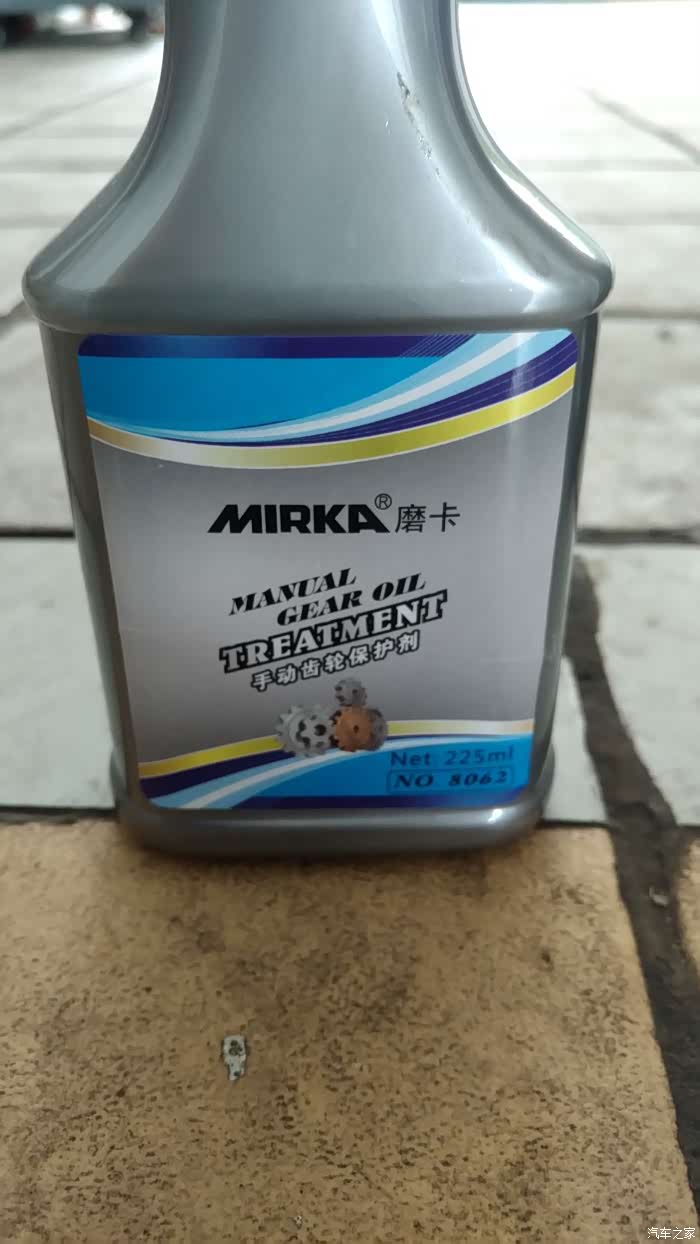 MIRKA® 磨卡
MANUAL
GEAR OIL
TREATMENT
手动齿轮保护剂
Net 225ml
NO 8062
汽车之家